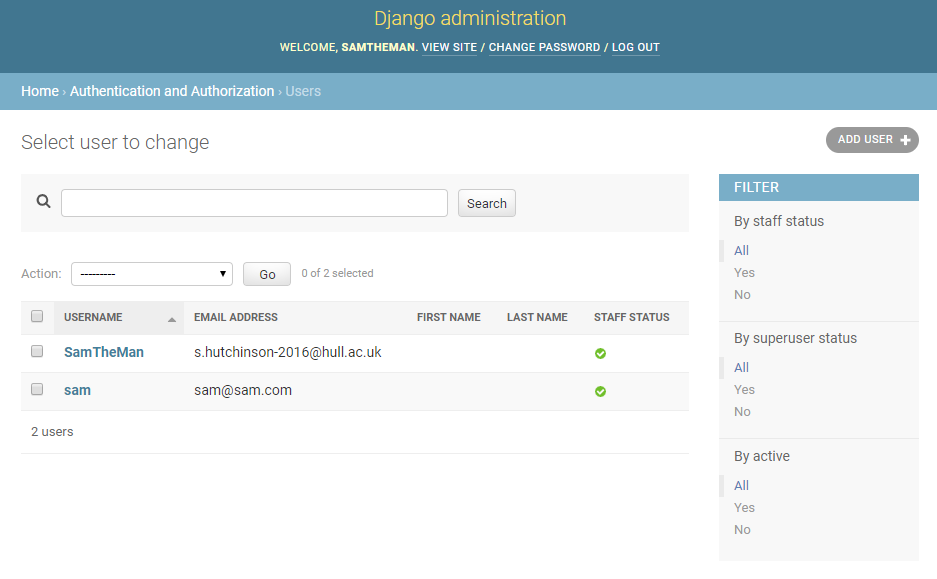 Django administration
WELCOME, SAMTHEMAN. VIEW SITE / CHANGE PASSWORD / LOG OUT
Home › Authentication and Authorization › Users
Select user to change
ADD USER +
Search
Action: --------- Go 0 of 2 selected
USERNAME EMAIL ADDRESS FIRST NAME LAST NAME STAFF STATUS
SamTheMan s.hutchinson-2016@hull.ac.uk
sam sam@sam.com
2 users
FILTER
By staff status
All
Yes
No
By superuser status
All
Yes
No
By active
All
Yes
No